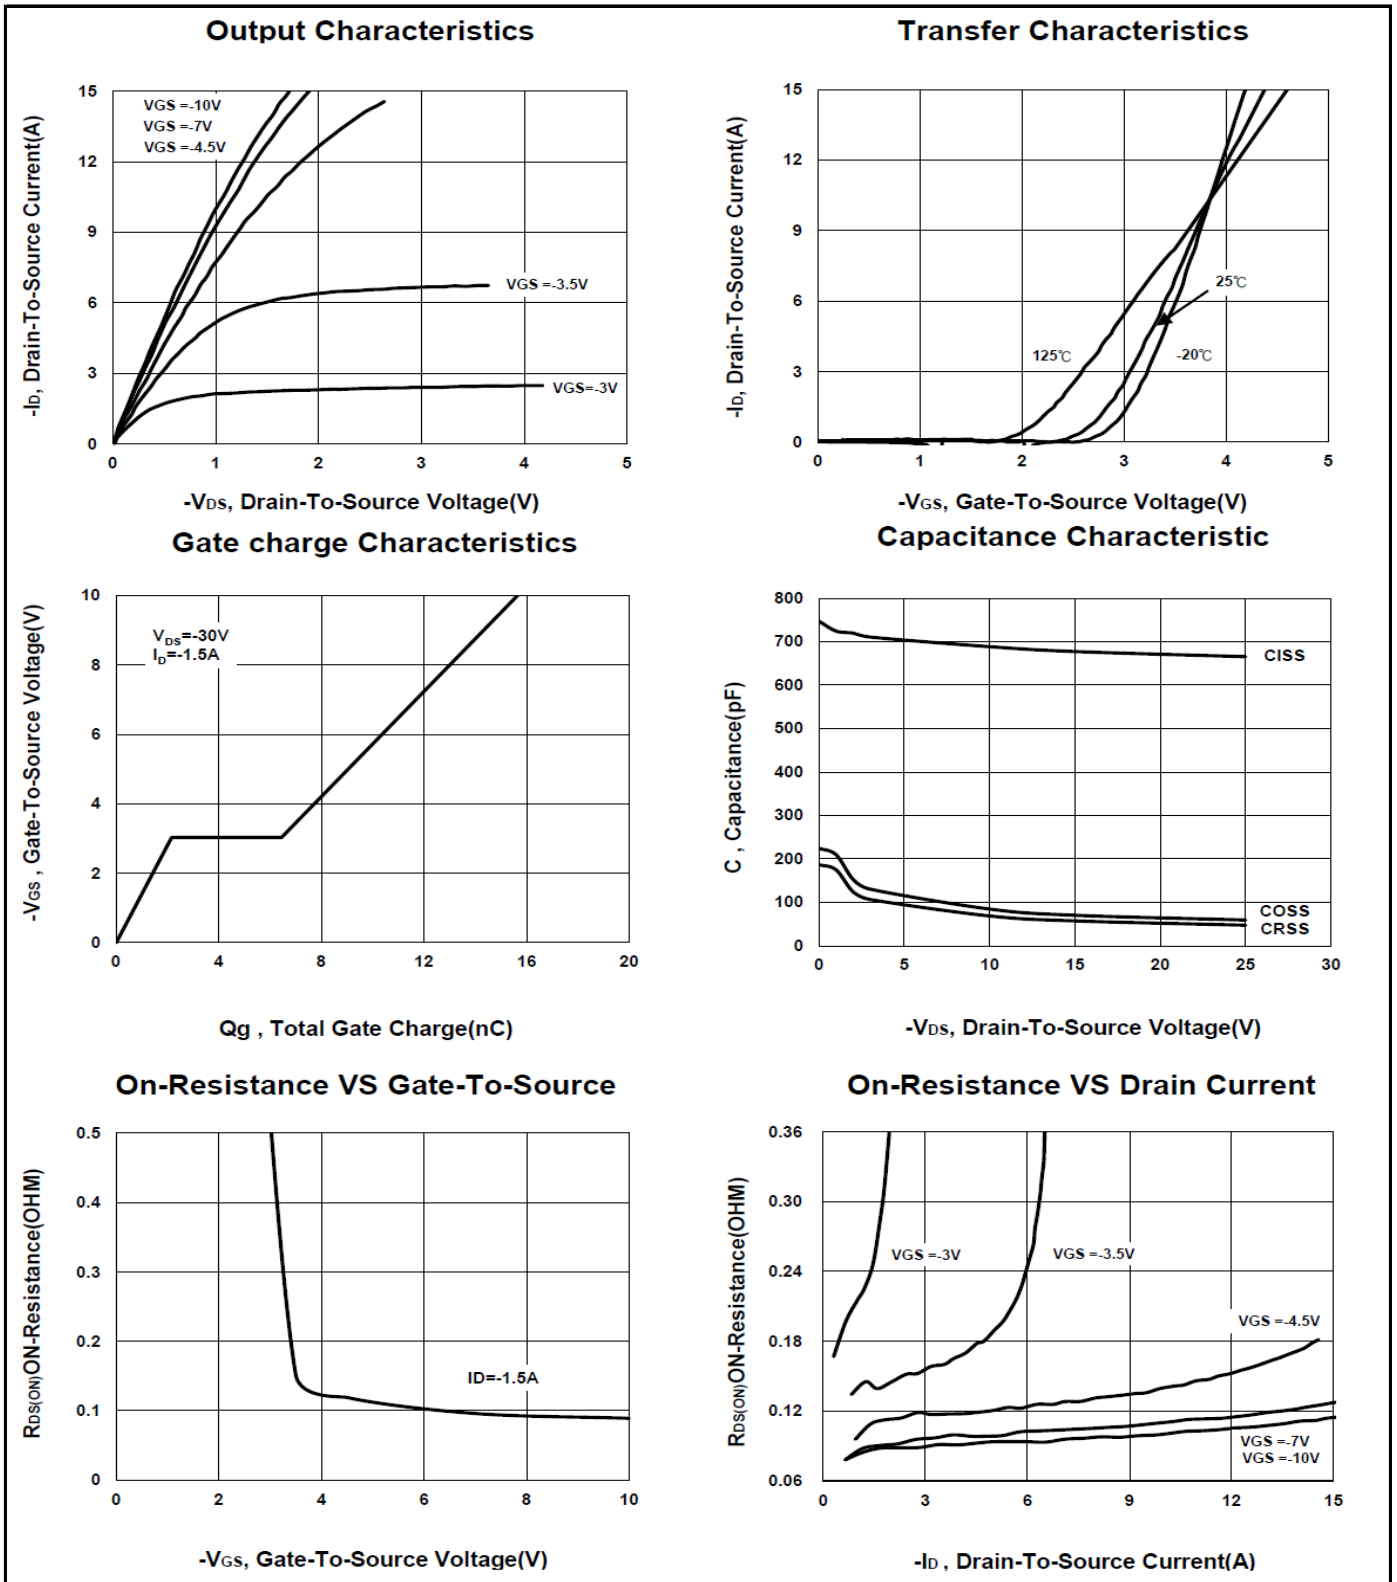 Output Characteristics
-ID, Drain-To-Source Current(A)
15
12
9
6
3
0
VGS =-10V
VGS =-7V
VGS =-4.5V
VGS =-3.5V
VGS=-3V
0 1 2 3 4 5
-VDS, Drain-To-Source Voltage(V)
Transfer Characteristics
-ID, Drain-To-Source Current(A)
15
12
9
6
3
0
25℃
125℃
-20℃
0 1 2 3 4 5
-VGS, Gate-To-Source Voltage(V)
Gate charge Characteristics
-VGS , Gate-To-Source Voltage(V)
10
8
6
4
2
0
VDS=-30V
ID=-1.5A
0 4 8 12 16 20
Qg , Total Gate Charge(nC)
Capacitance Characteristic
C , Capacitance(pF)
800
700
600
500
400
300
200
100
0
CISS
COSS
CRSS
0 5 10 15 20 25 30
-VDS, Drain-To-Source Voltage(V)
On-Resistance VS Gate-To-Source
RDS(ON)ON-Resistance(OHM)
0.5
0.4
0.3
0.2
0.1
0
ID=-1.5A
0 2 4 6 8 10
-VGS, Gate-To-Source Voltage(V)
On-Resistance VS Drain Current
RDS(ON)ON-Resistance(OHM)
0.36
0.30
0.24
0.18
0.12
0.06
VGS =-3V
VGS =-3.5V
VGS =-4.5V
VGS =-7V
VGS =-10V
0 3 6 9 12 15
-ID , Drain-To-Source Current(A)